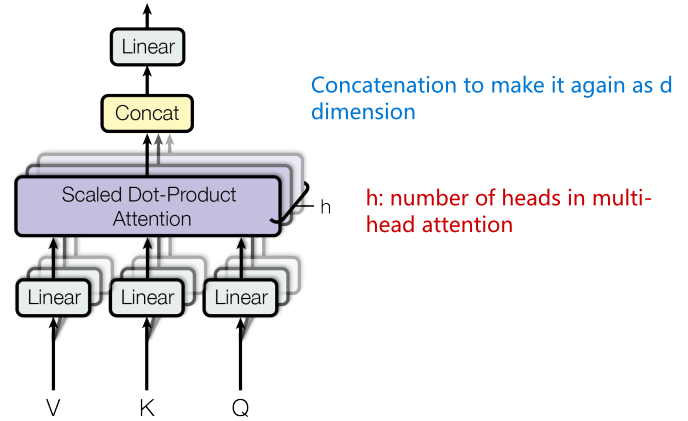 Linear
Concat
Concatenation to make it again as d
dimension
Scaled Dot-Product
Attention
h
h: number of heads in multi-
head attention
Linear
Linear
Linear
V
K
Q